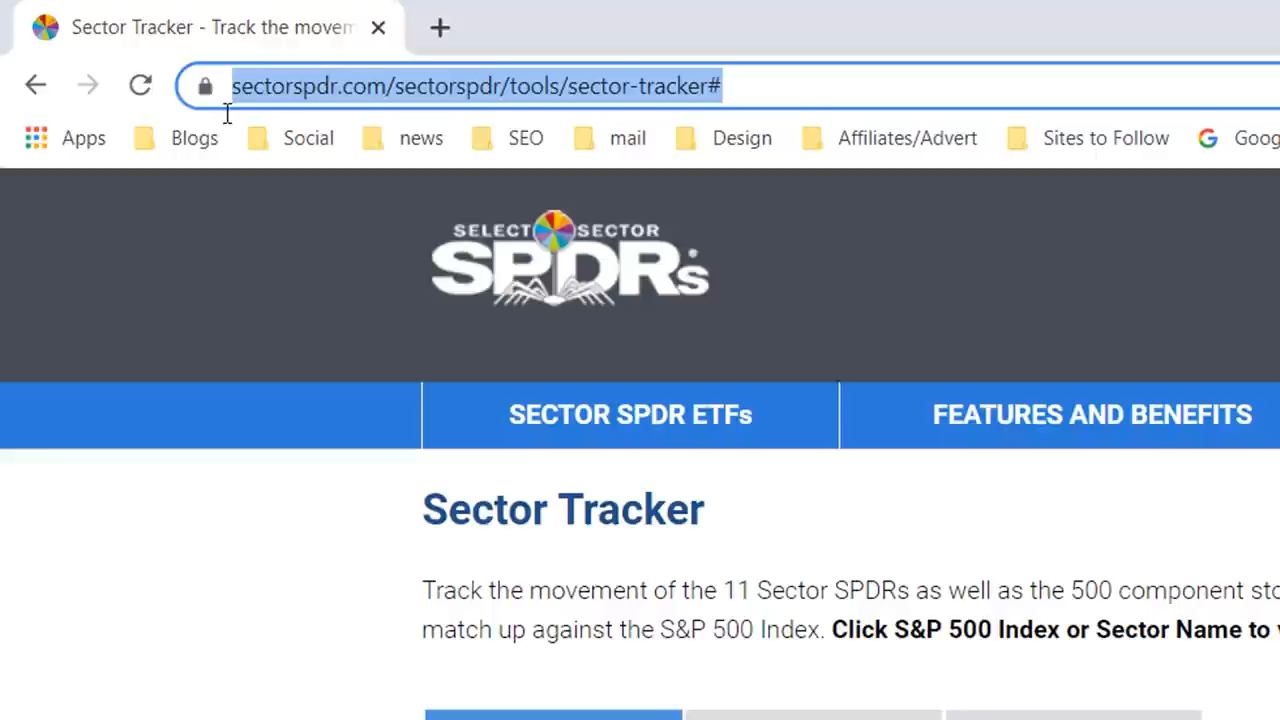 Sector Tracker - Track the movem
sectorspdr.com/sectorspdr/tools/sector-tracker#
Apps Blogs Social news SEO mail Design Affiliates/Advert Sites to Follow Goog
SELECT SECTOR
SPDRs
SECTOR SPDR ETFs FEATURES AND BENEFITS
Sector Tracker
Track the movement of the 11 Sector SPDRs as well as the 500 component sto
match up against the S&P 500 Index. Click S&P 500 Index or Sector Name to v